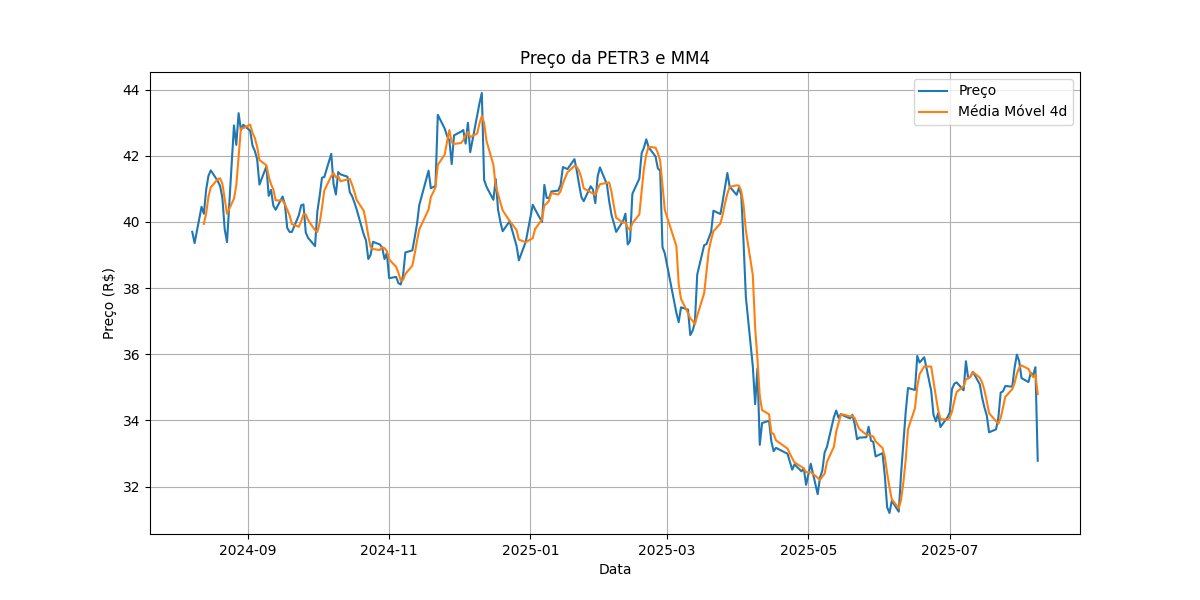 Preço da PETR3 e MM4
Preço
Média Móvel 4d
Preço (R$)
44
42
40
38
36
34
32
2024-09
2024-11
2025-01
2025-03
2025-05
2025-07
Data